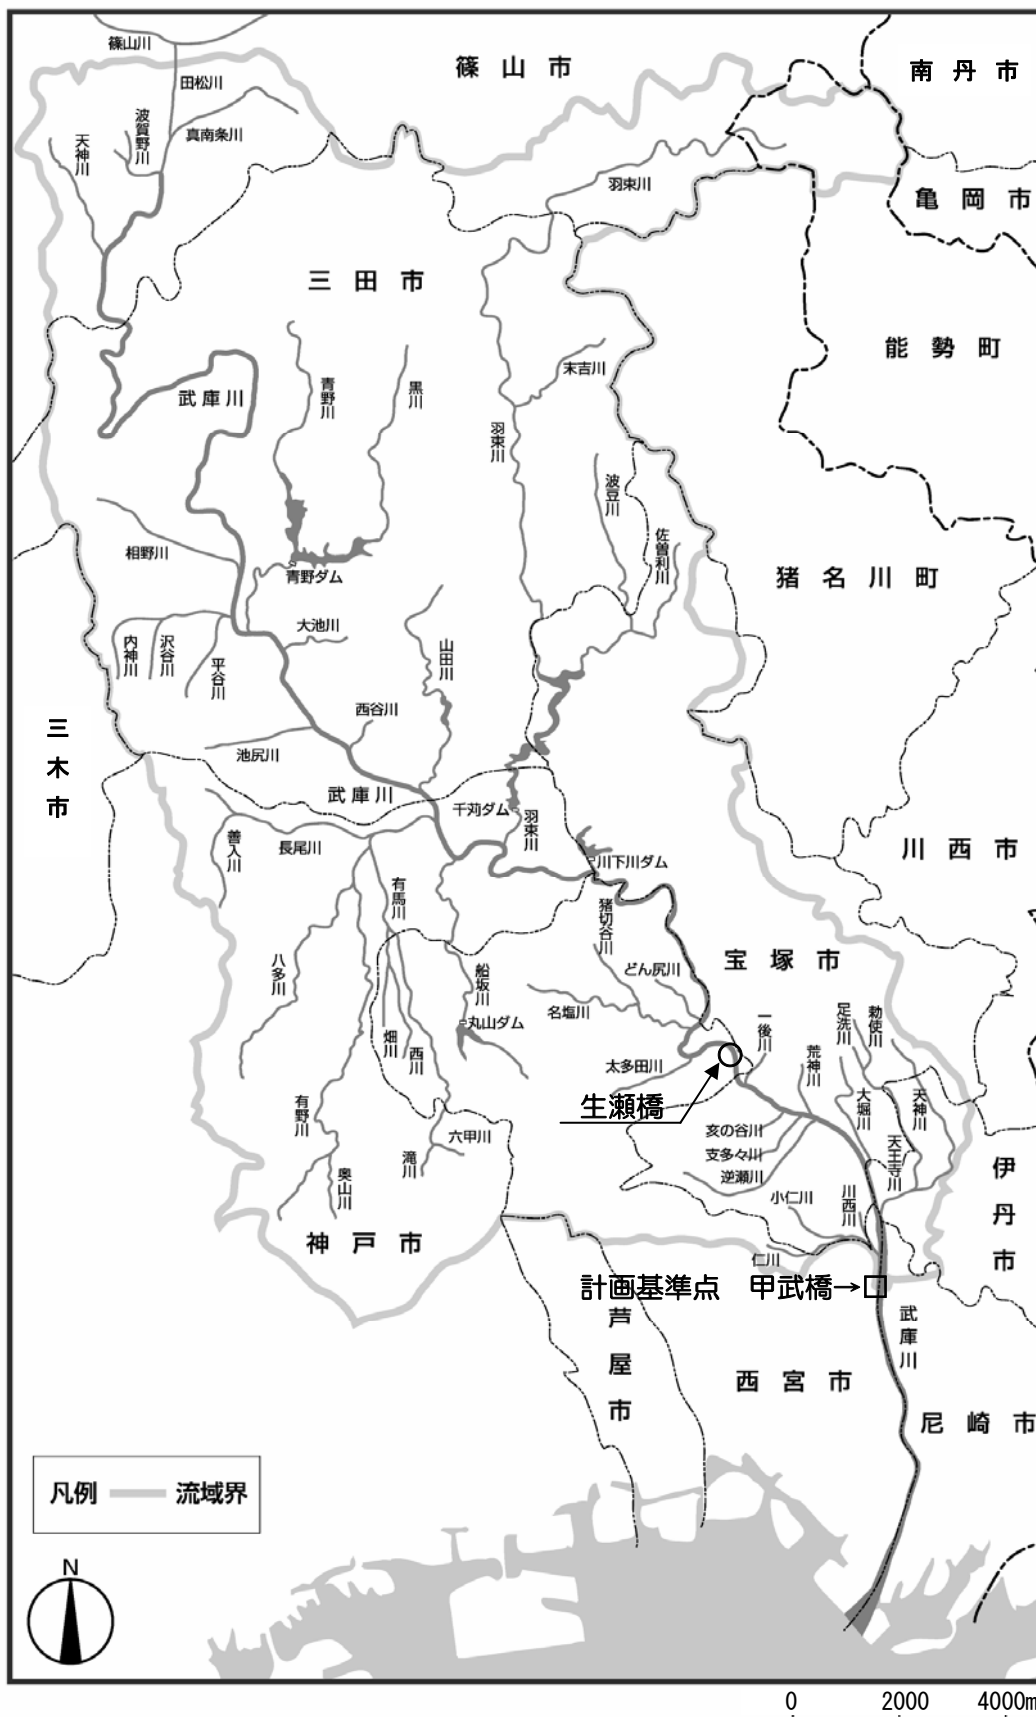 篠山川
篠山市
南丹市
田松川
波賀野川
真南条川
天神川
羽束川
亀岡市
三田市
能勢町
末吉川
武庫川
青野川
黒川
羽束川
波豆川
佐曽利川
相野川
青野ダム
猪名川町
大池川
内神川
沢谷川
平谷川
山田川
西谷川
三木市
池尻川
武庫川
千苅ダム
羽束川
善入川
長尾川
川下川ダム
川西市
有馬川
猪切谷川
八多川
船坂川
どん尻川
宝塚市
名塩川
丸山ダム
一後川
足洗川
勅使川
畑川
西川
太多田川
荒神川
生瀬橋
大堀川
天神川
有野川
六甲川
亥の谷川
支多々川
天王寺川
滝川
奥山川
逆瀬川
伊丹市
小仁川
川西川
神戸市
仁川
計画基準点 甲武橋→
武庫川
芦屋市
西宮市
尼崎市
凡例 流域界
N
0 2000 4000m